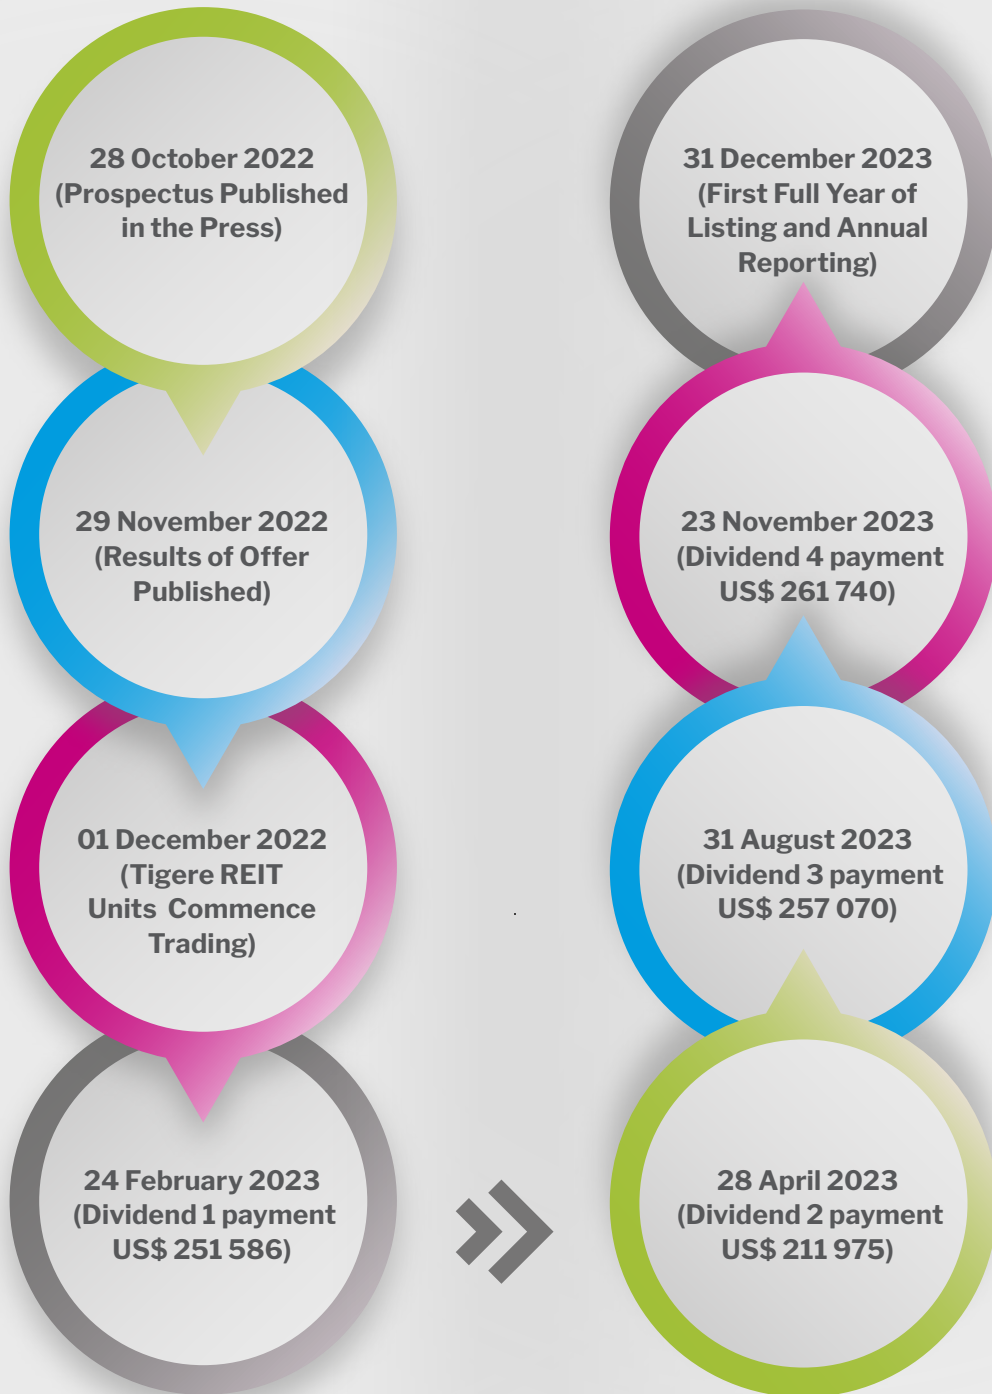 28 October 2022
(Prospectus Published
in the Press)
29 November 2022
(Results of Offer
Published)
01 December 2022
(Tigere REIT
Units Commence
Trading)
24 February 2023
(Dividend 1 payment
US$ 251 586)
28 April 2023
(Dividend 2 payment
US$ 211 975)
31 August 2023
(Dividend 3 payment
US$ 257 070)
23 November 2023
(Dividend 4 payment
US$ 261 740)
31 December 2023
(First Full Year of
Listing and Annual
Reporting)